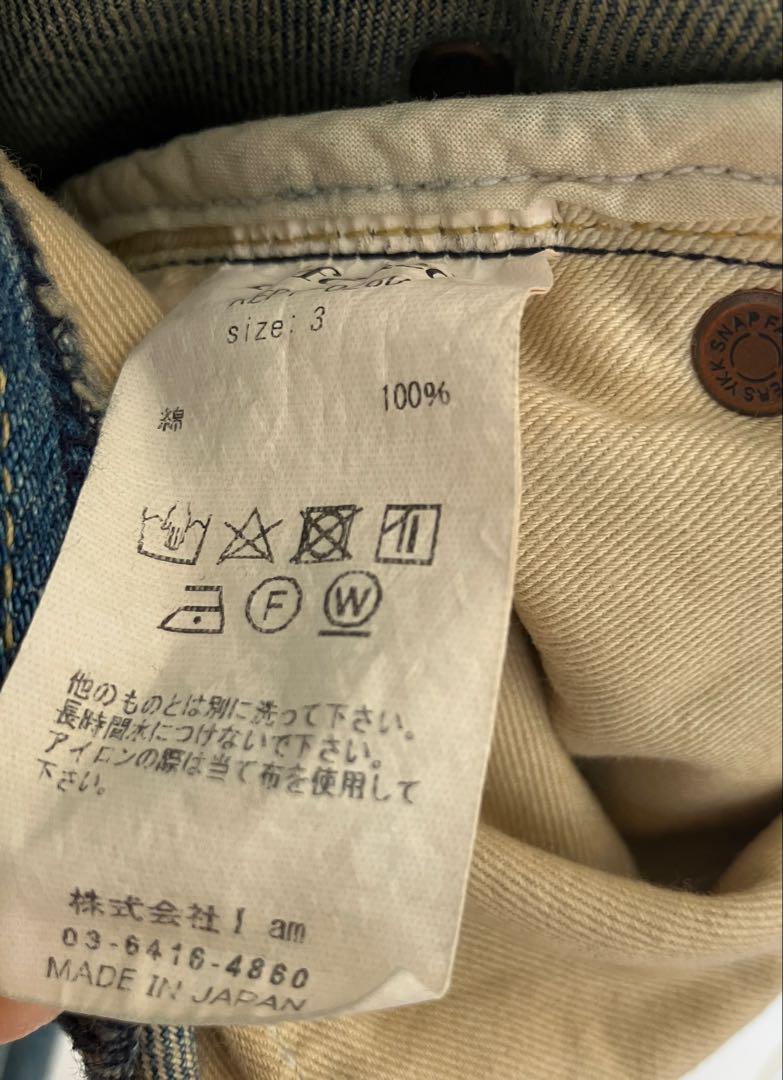 size: 3
綿 100%
F W
他のものとは別に洗って下さい。
長時間水につけないで下さい。
アイロンの際は当て布を使用して
下さい。
株式会社I am
03-6416-4860
MADE IN JAPAN
YKK SNAP